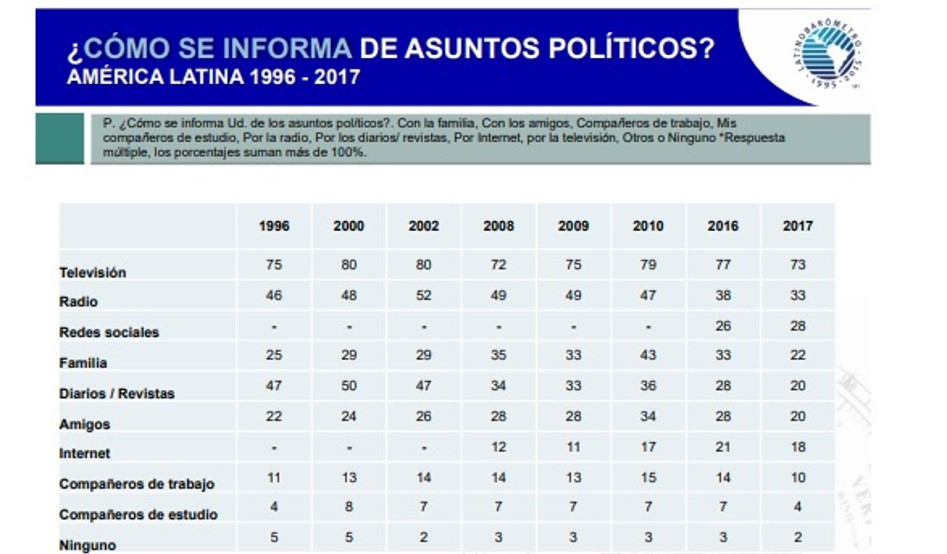 ¿CÓMO SE INFORMA DE ASUNTOS POLÍTICOS?
AMÉRICA LATINA 1996 - 2017
LATINOBARÓMETRO
1995
P. ¿Cómo se informa Ud. de los asuntos políticos?. Con la familia, Con los amigos, Compañeros de trabajo, Mis
compañeros de estudio, Por la radio, Por los diarios/ revistas, Por Internet, por la televisión, Otros o Ninguno *Respuesta
múltiple, los porcentajes suman más de 100%.
1996 2000 2002 2008 2009 2010 2016 2017
Televisión 75 80 80 72 75 79 77 73
Radio 46 48 52 49 49 47 38 33
Redes sociales - - - - - - 26 28
Familia 25 29 29 35 33 43 33 22
Diarios / Revistas 47 50 47 34 33 36 28 20
Amigos 22 24 26 28 28 34 28 20
Internet - - - 12 11 17 21 18
Compañeros de trabajo 11 13 14 14 13 15 14 10
Compañeros de estudio 4 8 7 7 7 7 7 4
Ninguno 5 5 2 3 3 3 3 2